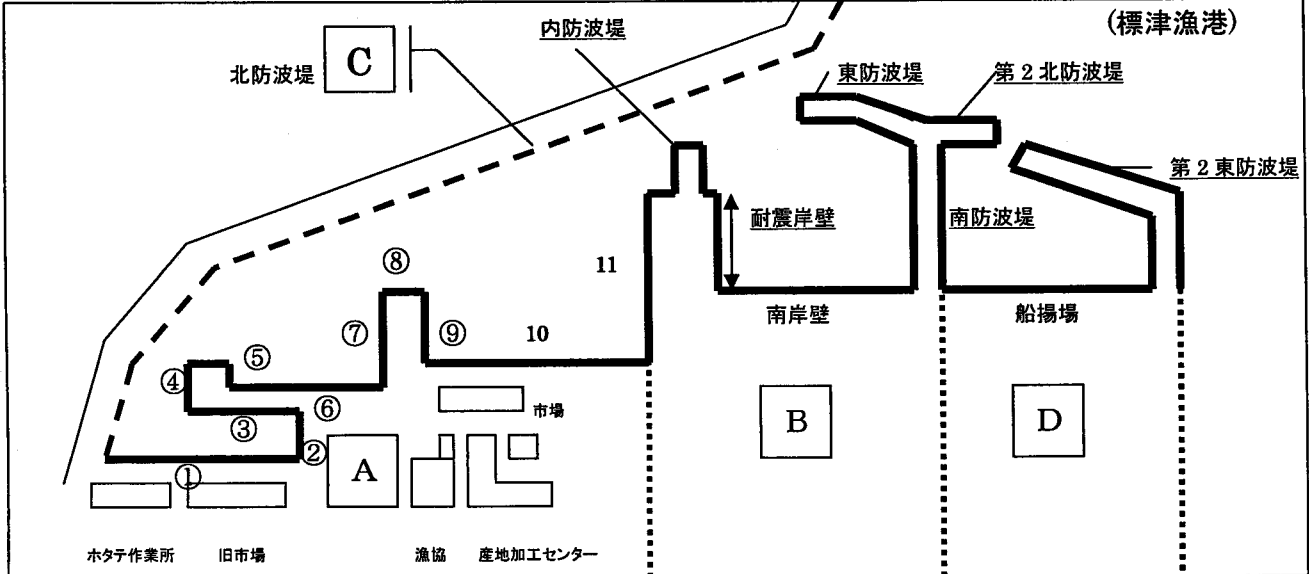 (標津漁港)
内防波堤
北防波堤
C
東防波堤
第2北防波堤
第2東防波堤
耐震岸壁
南防波堤
⑧
11
南岸壁
船揚場
⑦
⑨
10
⑤
④
⑥
市場
③
②
A
B
D
①
ホタテ作業所
旧市場
漁協
産地加工センター